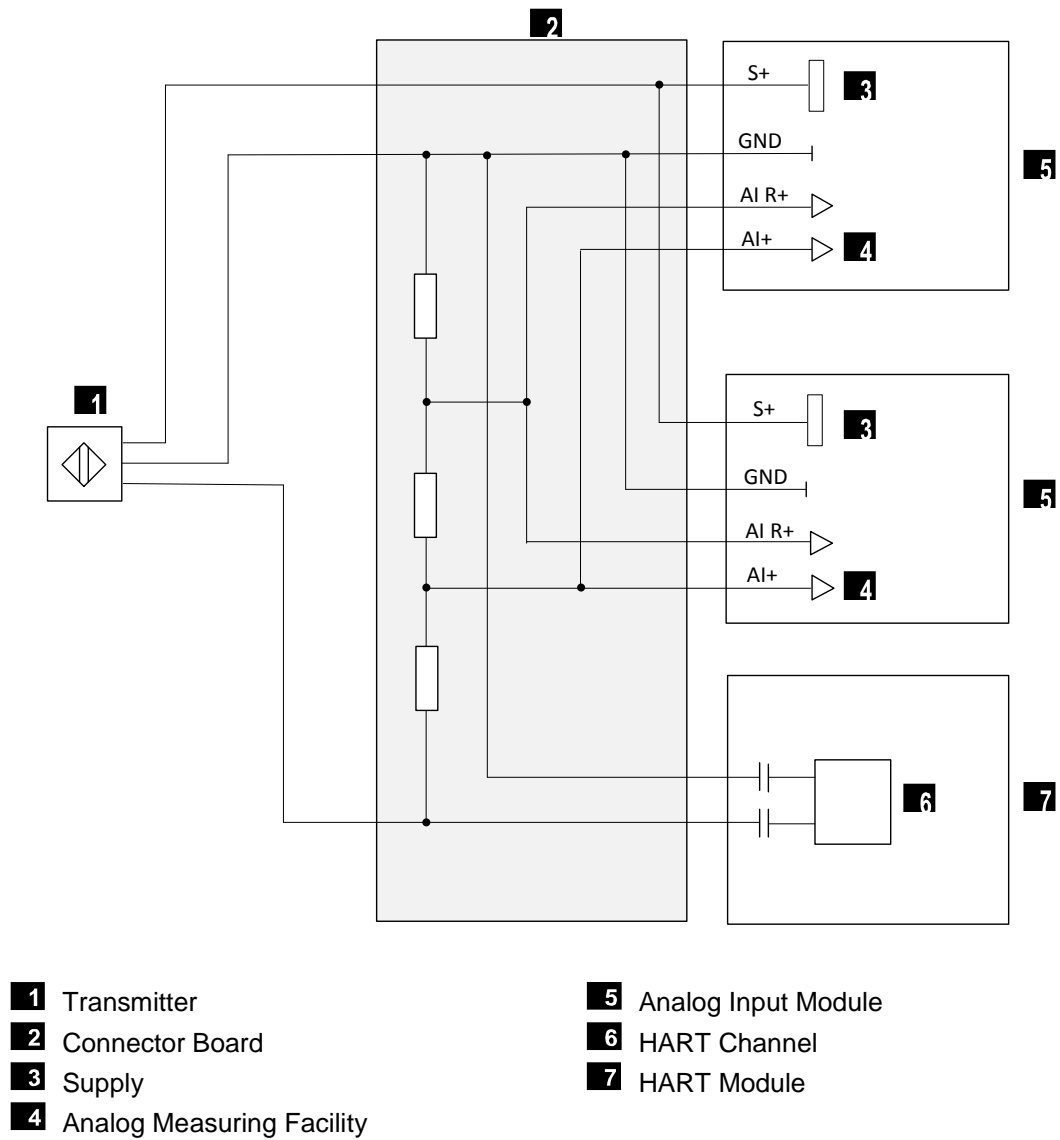 2
S+
3
GND
5
AI R+
AI+
4
1
S+
3
GND
5
AI R+
AI+
4
6
7
1 Transmitter
2 Connector Board
3 Supply
4 Analog Measuring Facility
5 Analog Input Module
6 HART Channel
7 HART Module